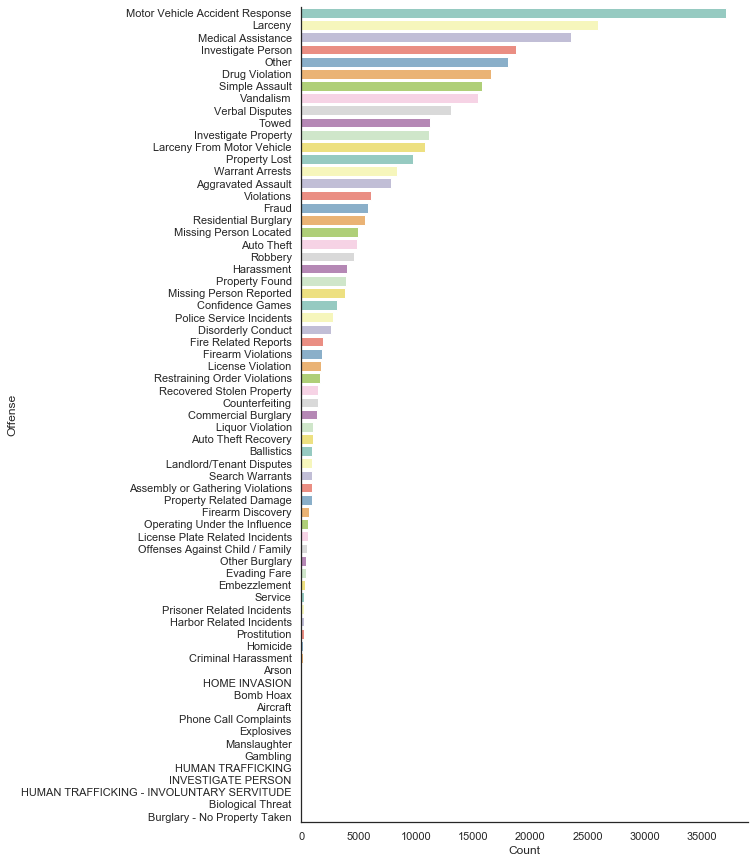 Motor Vehicle Accident Response
Larceny
Medical Assistance
Investigate Person
Other
Drug Violation
Simple Assault
Vandalism
Verbal Disputes
Towed
Investigate Property
Larceny From Motor Vehicle
Property Lost
Warrant Arrests
Aggravated Assault
Violations
Fraud
Residential Burglary
Missing Person Located
Auto Theft
Robbery
Harassment
Property Found
Missing Person Reported
Confidence Games
Police Service Incidents
Disorderly Conduct
Fire Related Reports
Firearm Violations
License Violation
Restraining Order Violations
Recovered Stolen Property
Counterfeiting
Commercial Burglary
Liquor Violation
Auto Theft Recovery
Ballistics
Landlord/Tenant Disputes
Search Warrants
Assembly or Gathering Violations
Property Related Damage
Firearm Discovery
Operating Under the Influence
License Plate Related Incidents
Offenses Against Child / Family
Other Burglary
Evading Fare
Embezzlement
Service
Prisoner Related Incidents
Harbor Related Incidents
Prostitution
Homicide
Criminal Harassment
Arson
HOME INVASION
Bomb Hoax
Aircraft
Phone Call Complaints
Explosives
Manslaughter
Gambling
HUMAN TRAFFICKING
INVESTIGATE PERSON
HUMAN TRAFFICKING - INVOLUNTARY SERVITUDE
Biological Threat
Burglary - No Property Taken
Offense
0 5000 10000 15000 20000 25000 30000 35000
Count